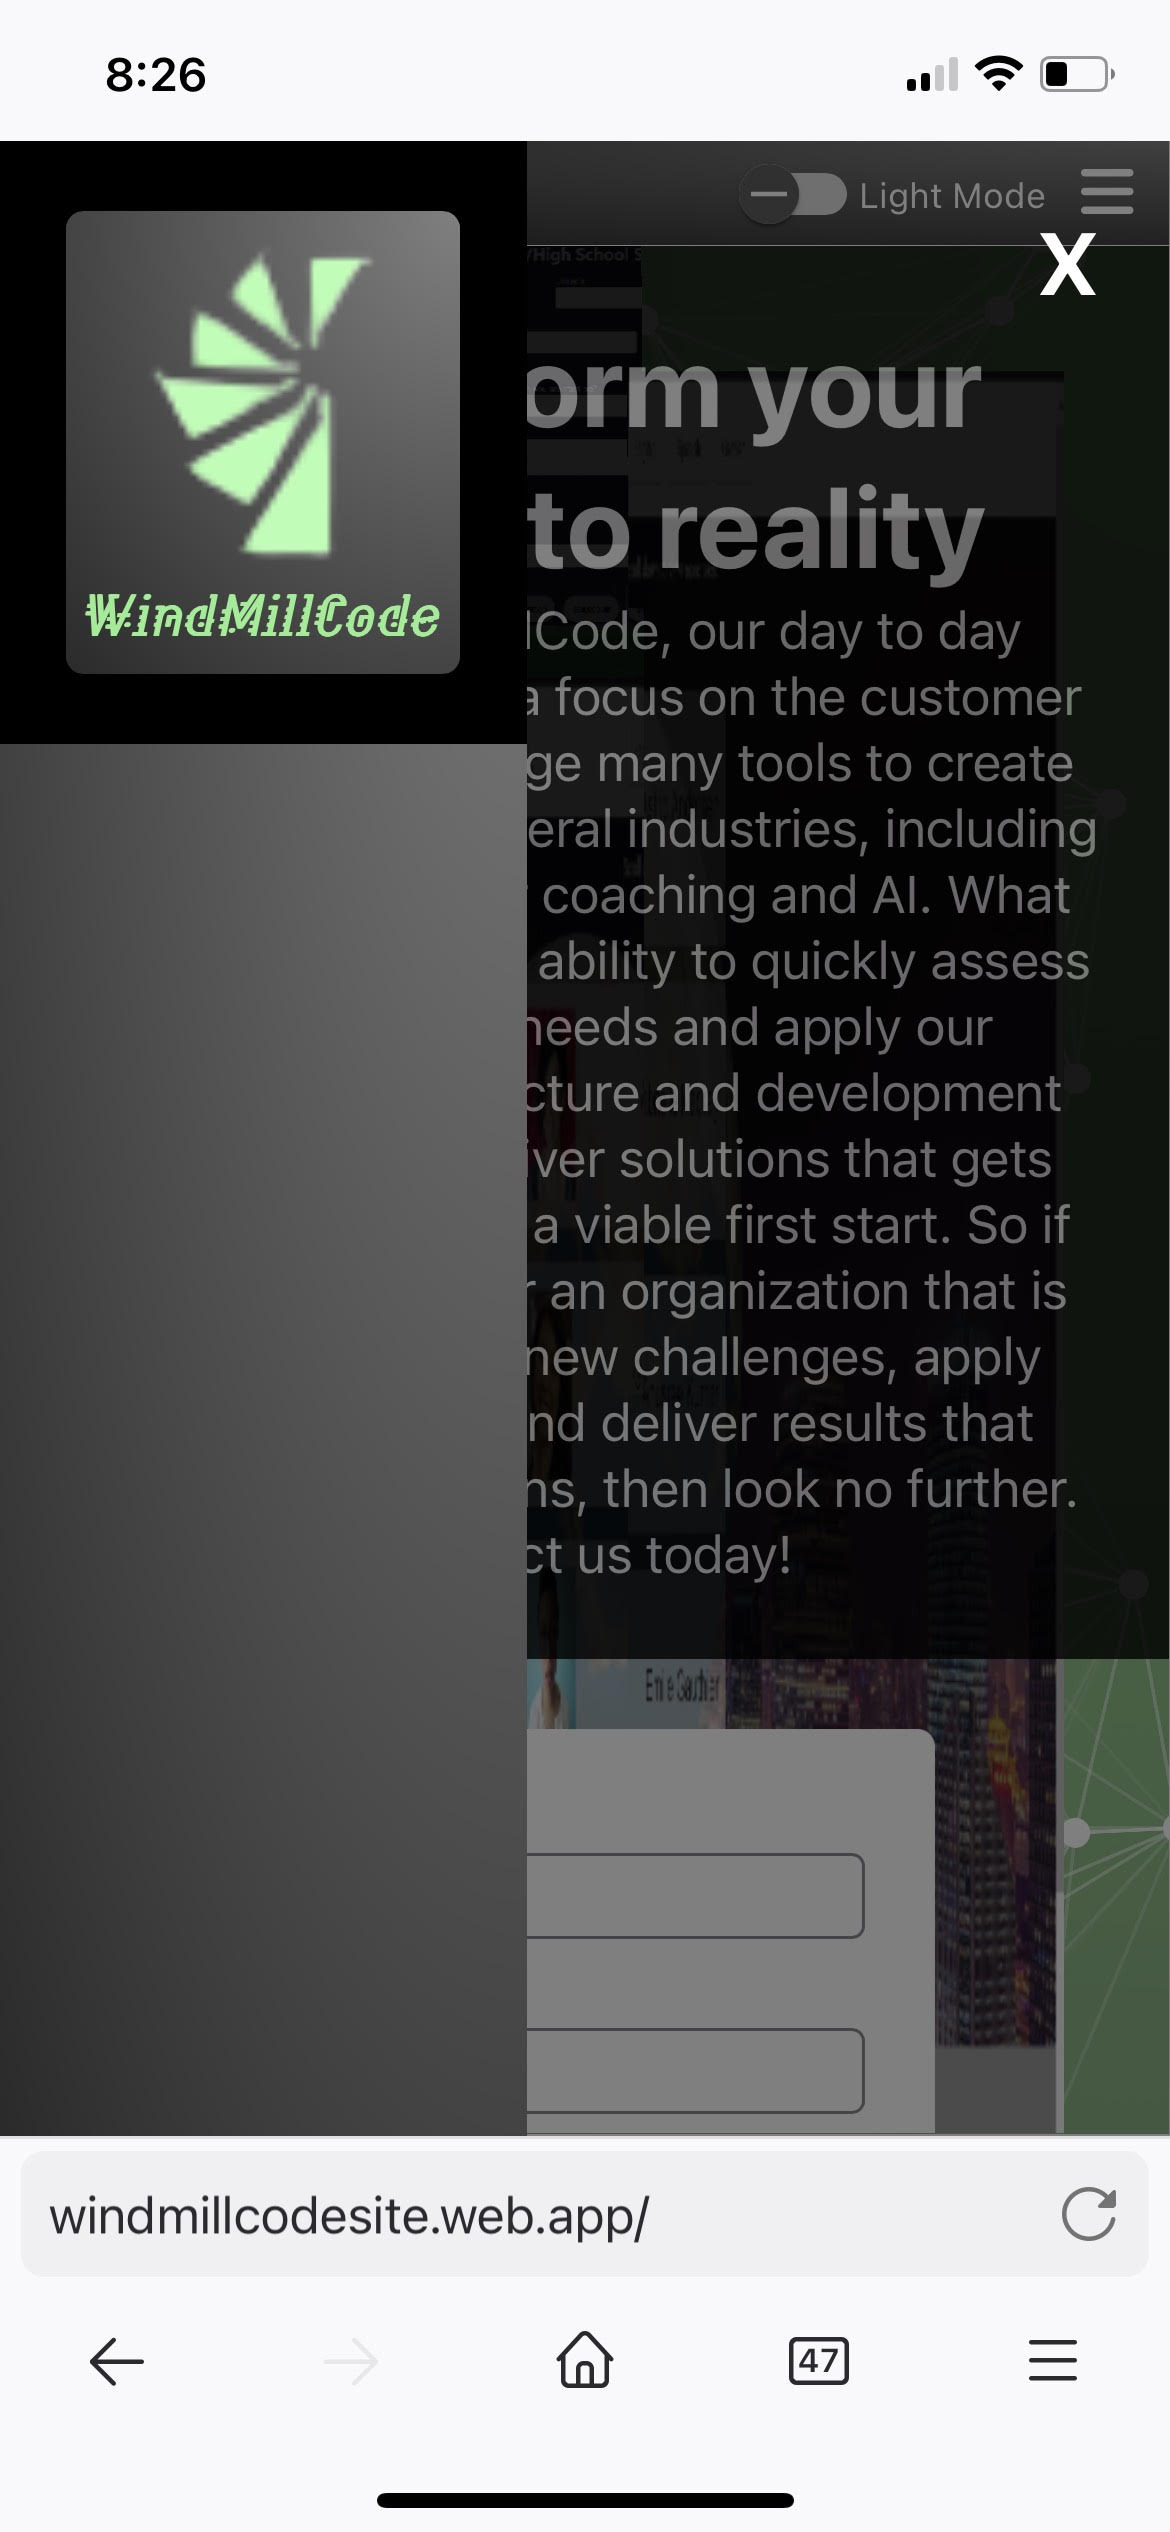 8:26
Light Mode
X
/High School S
WindMillCode
orm your
to reality
lCode, our day to day
a focus on the customer
ge many tools to create
eral industries, including
coaching and AI. What
ability to quickly assess
needs and apply our
cture and development
iver solutions that gets
a viable first start. So if
r an organization that is
new challenges, apply
nd deliver results that
ns, then look no further.
ct us today!
Emie Gauthier
windmillcodesite.web.app/
47